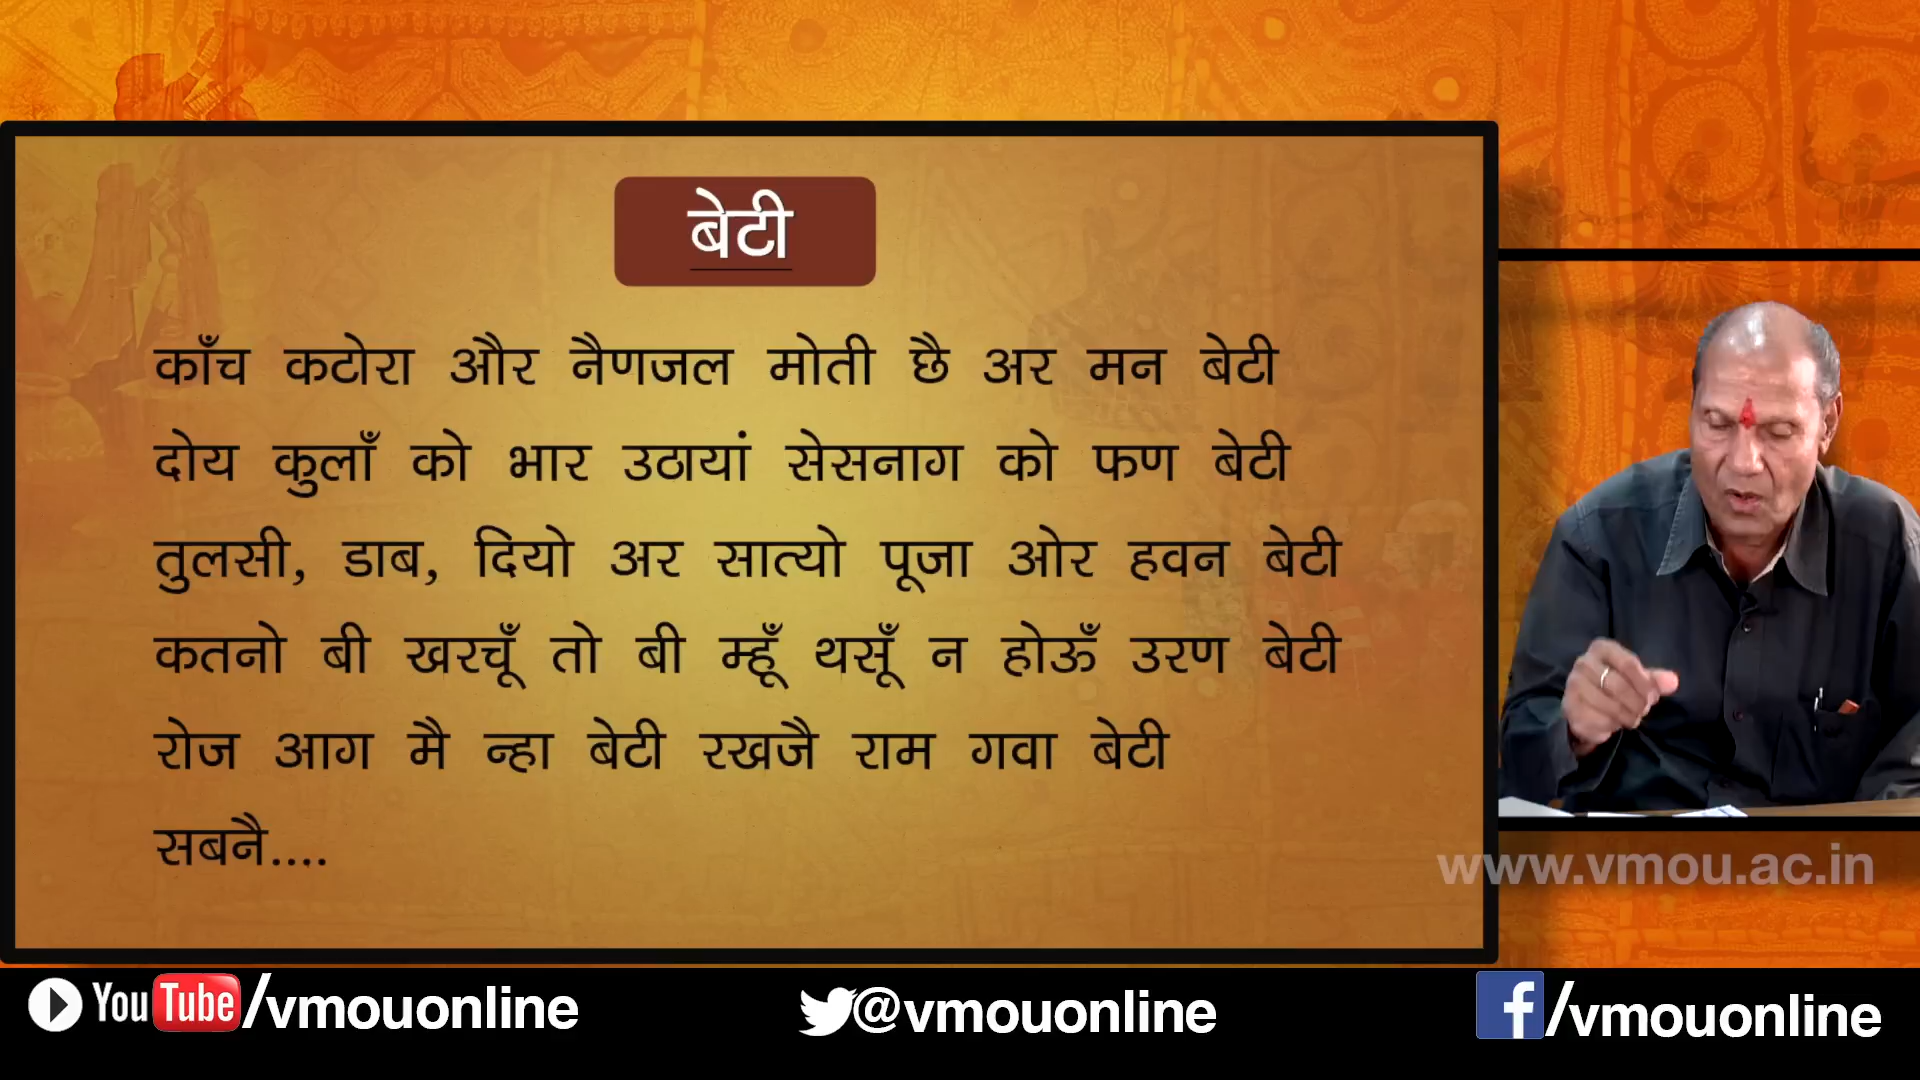 बेटी
काँच कटोरा और नैणजल मोती छै अर मन बेटी
दोय कुलाँ को भार उठायां सेसनाग को फण बेटी
तुलसी, डाब, दियो अर सात्यो पूजा ओर हवन बेटी
कतनो बी खरचूँ तो बी म्हूँ थसूँ न होऊँ उरण बेटी
रोज आग मै न्हा बेटी रखजै राम गवा बेटी
सबनै....
www.vmou.ac.in
YouTube/vmouonline
@vmouonline
f/vmouonline